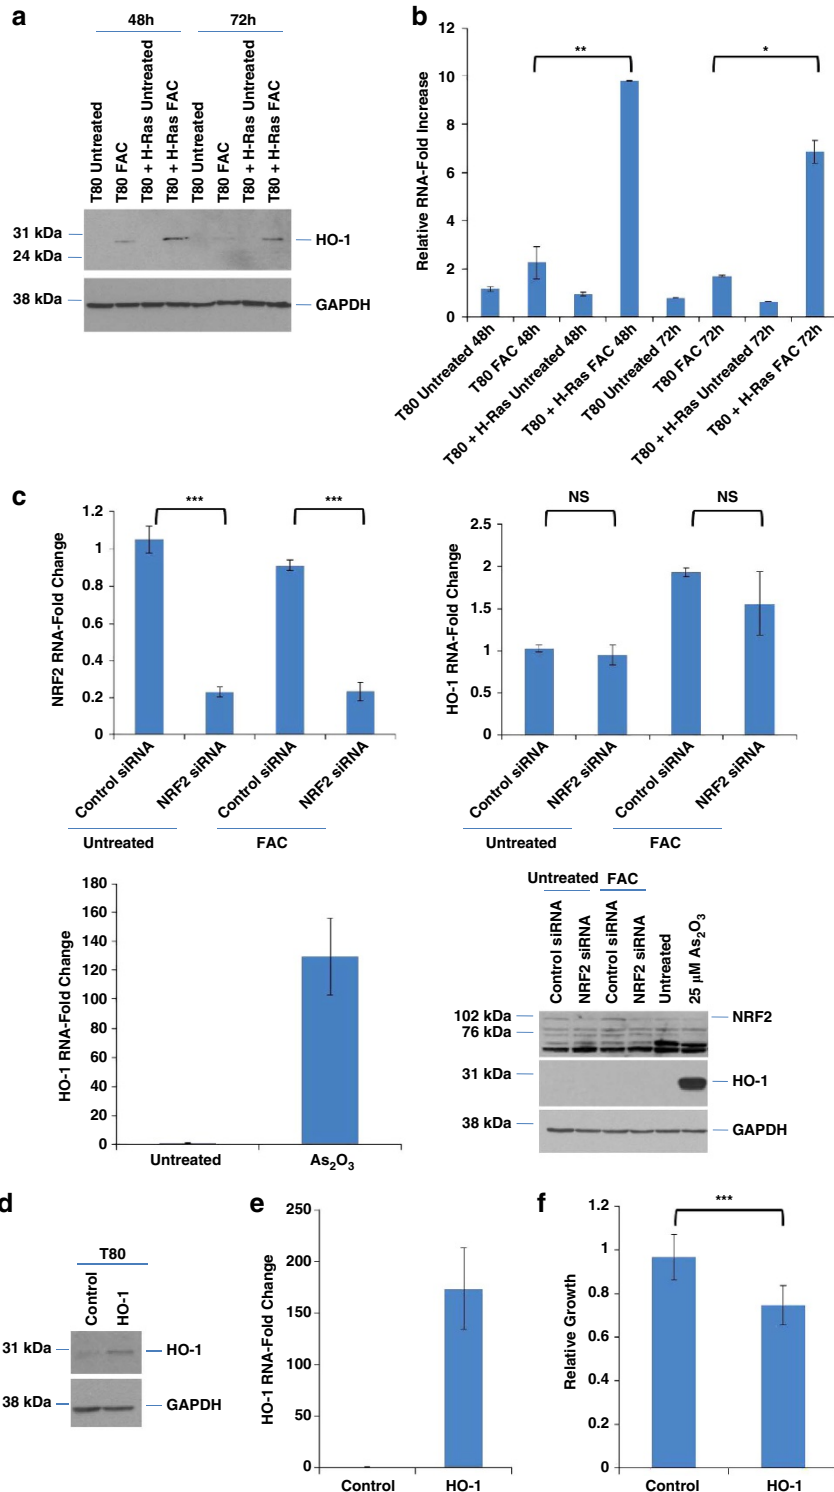 a
48h
72h
T80 Untreated
T80 FAC
T80 + H-Ras Untreated
T80 + H-Ras FAC
T80 Untreated
T80 FAC
T80 + H-Ras Untreated
T80 + H-Ras FAC
31 kDa
24 kDa
HO-1
38 kDa
GAPDH
b
Relative RNA-Fold Increase
12
10
8
6
4
2
0
**
*
T80 Untreated 48h
T80 FAC 48h
T80 + H-Ras Untreated 48h
T80 + H-Ras FAC 48h
T80 Untreated 72h
T80 FAC 72h
T80 + H-Ras Untreated 72h
T80 + H-Ras FAC 72h
c
NRF2 RNA-Fold Change
1.2
1
0.8
0.6
0.4
0.2
0
***
***
Control siRNA
NRF2 siRNA
Control siRNA
NRF2 siRNA
Untreated
FAC
HO-1 RNA-Fold Change
2.5
2
1.5
1
0.5
0
NS
NS
Control siRNA
NRF2 siRNA
Control siRNA
NRF2 siRNA
Untreated
FAC
HO-1 RNA-Fold Change
180
160
140
120
100
80
60
40
20
0
Untreated
As₂O₃
Untreated
FAC
Control siRNA
NRF2 siRNA
Control siRNA
NRF2 siRNA
Untreated
25 µM As₂O₃
102 kDa
76 kDa
NRF2
31 kDa
HO-1
38 kDa
GAPDH
d
T80
Control
HO-1
31 kDa
HO-1
38 kDa
GAPDH
e
HO-1 RNA-Fold Change
250
200
150
100
50
0
Control
HO-1
f
Relative Growth
1.2
1
0.8
0.6
0.4
0.2
0
***
Control
HO-1